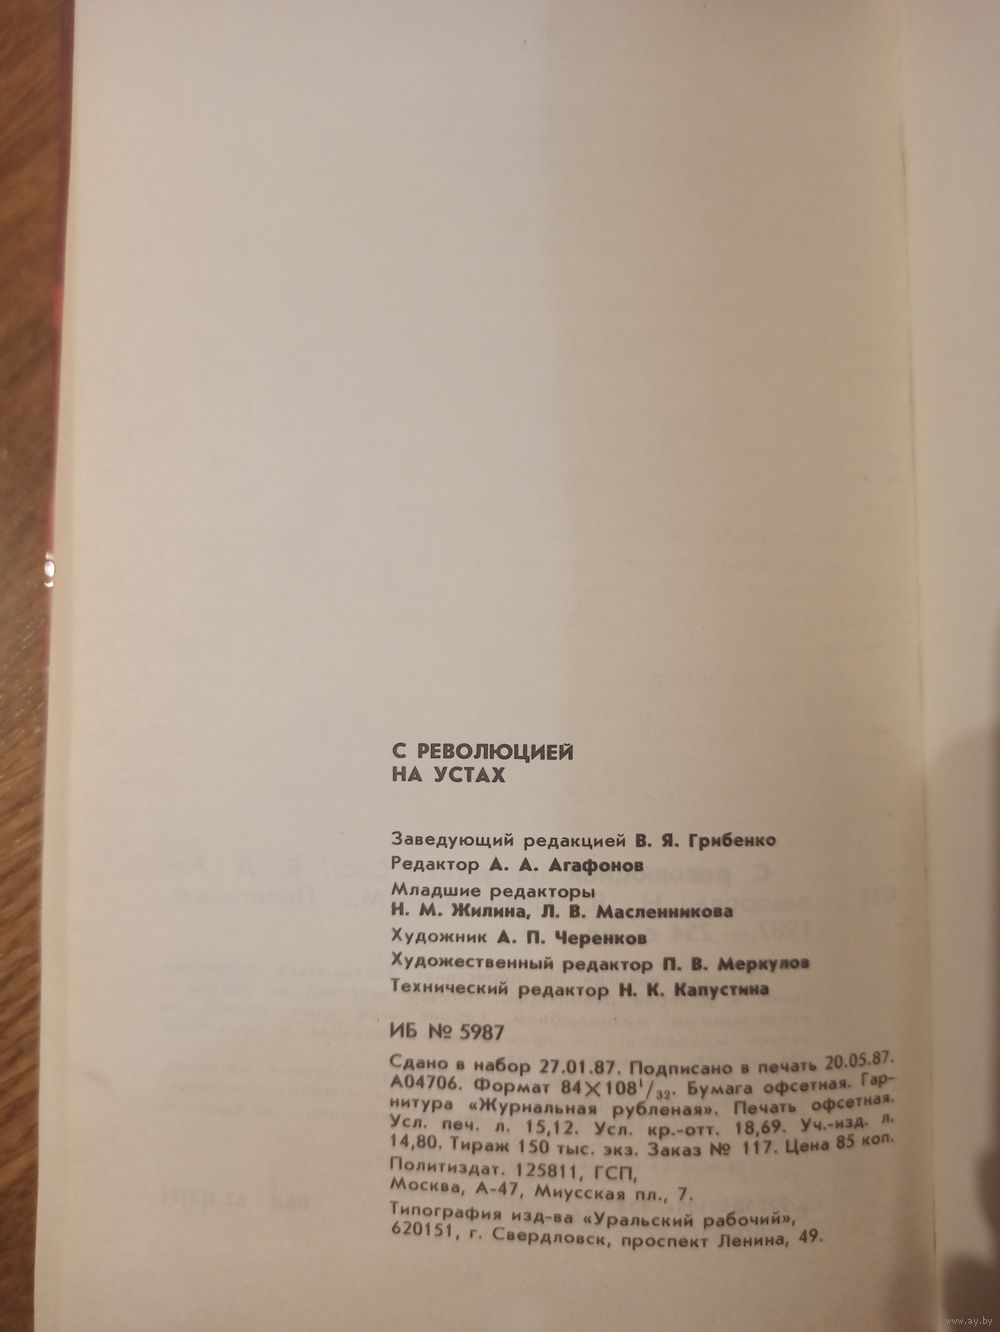 С РЕВОЛЮЦИЕЙ
НА УСТАХ
Заведующий редакцией В. Я. Грибенко
Редактор А. А. Агафонов
Младшие редакторы
Н. М. Жилина, Л. В. Масленникова
Художник А. П. Черенков
Художественный редактор П. В. Меркулов
Технический редактор Н. К. Капустина
ИБ № 5987
Сдано в набор 27.01.87. Подписано в печать 20.05.87.
А04706. Формат 84×108¹/₃₂. Бумага офсетная. Гар-
нитура «Журнальная рубленая». Печать офсетная.
Усл. печ. л. 15,12. Усл. кр.-отт. 18,69. Уч.-изд. л.
14,80. Тираж 150 тыс. экз. Заказ № 117. Цена 85 коп.
Политиздат. 125811, ГСП,
Москва, А-47, Миусская пл., 7.
Типография изд-ва «Уральский рабочий»,
620151, г. Свердловск, проспект Ленина, 49.
www.ay.by